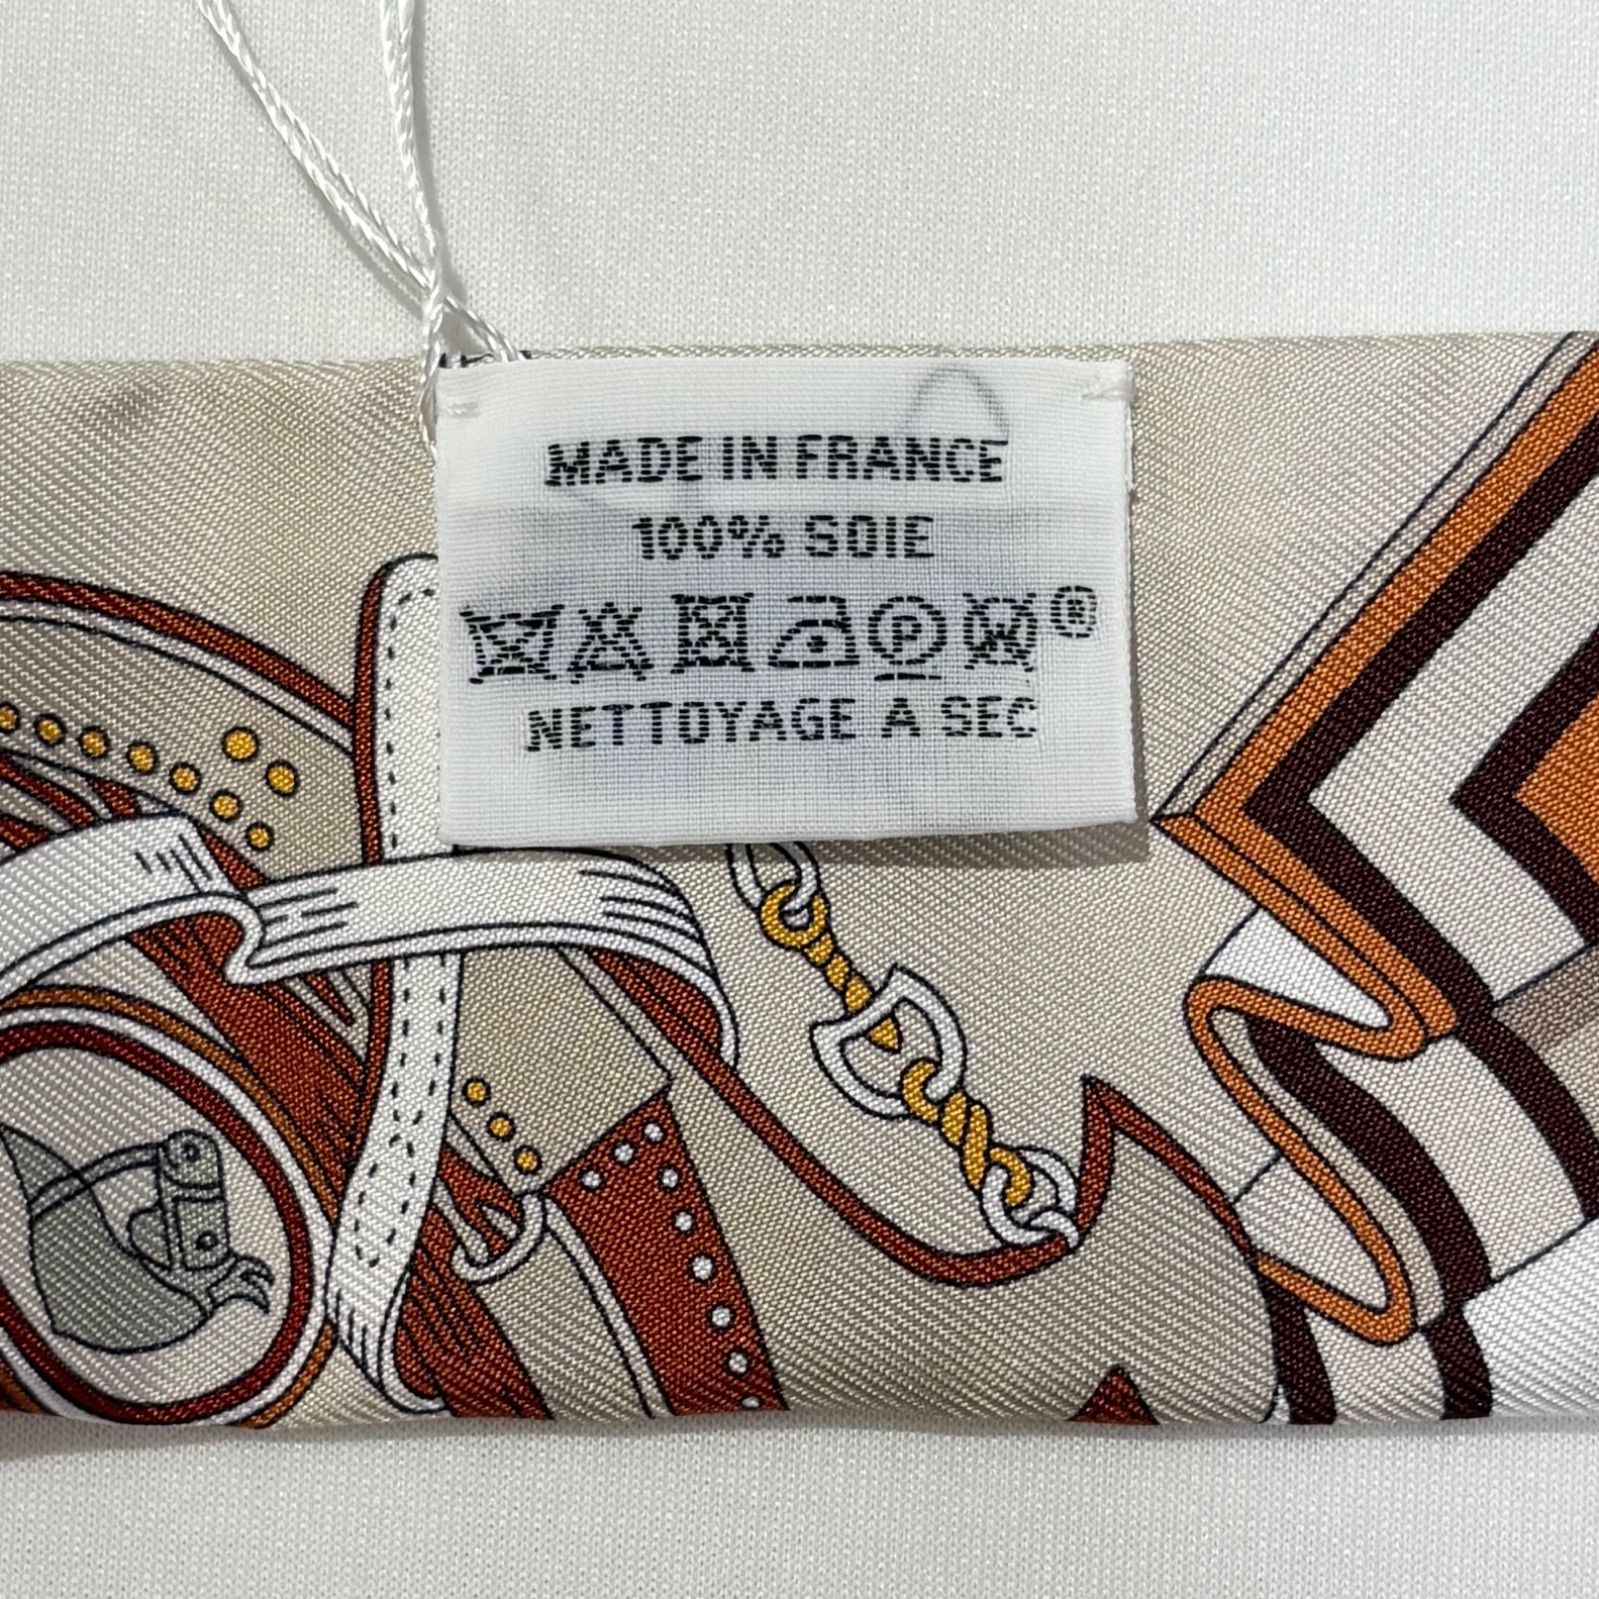 MADE IN FRANCE
100% SOIE
P W ®
NETTOYAGE A SEC